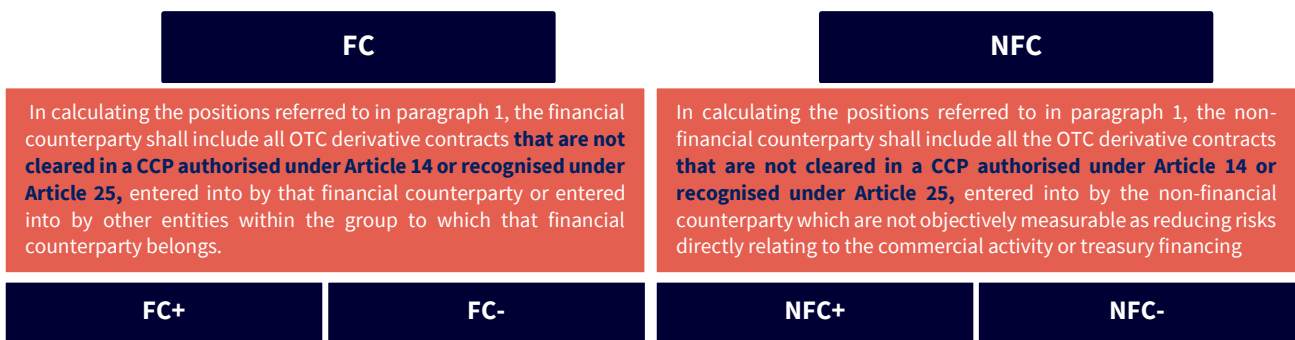 FC
NFC
In calculating the positions referred to in paragraph 1, the financial
counterparty shall include all OTC derivative contracts that are not
cleared in a CCP authorised under Article 14 or recognised under
Article 25, entered into by that financial counterparty or entered
into by other entities within the group to which that financial
counterparty belongs.
In calculating the positions referred to in paragraph 1, the non-
financial counterparty shall include all the OTC derivative contracts
that are not cleared in a CCP authorised under Article 14 or
recognised under Article 25, entered into by the non-financial
counterparty which are not objectively measurable as reducing risks
directly relating to the commercial activity or treasury financing
FC+
FC-
NFC+
NFC-